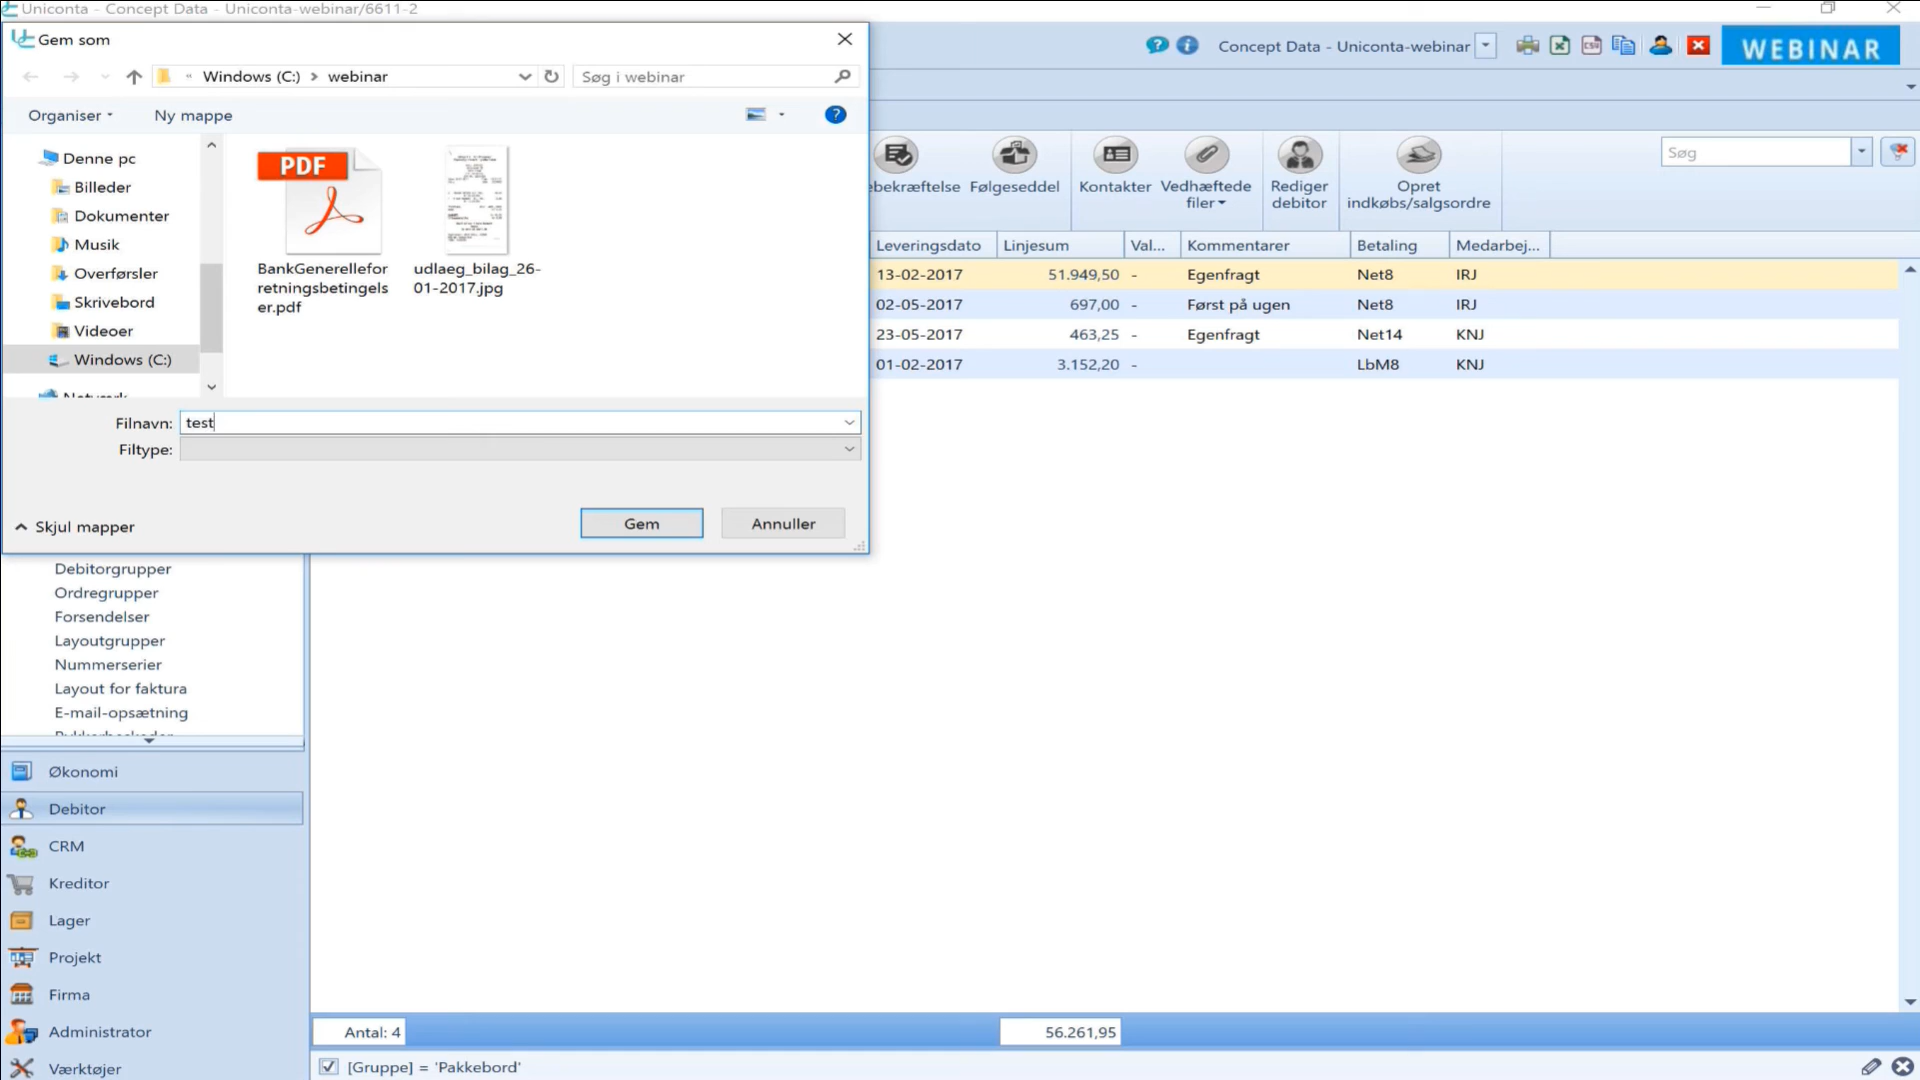 Uniconta - Concept Data - Uniconta-webinar/6611-2
Gem som
« Windows (C:) > webinar
Søg i webinar
Organiser
Ny mappe
Denne pc
Billeder
Dokumenter
Musik
Overførsler
Skrivebord
Videoer
Windows (C:)
Netværk
PDF
BankGenerellefor
retningsbetingels
er.pdf
udlaeg_bilag_26-
01-2017.jpg
Filnavn: test
Filtype:
Skjul mapper
Gem
Annuller
Concept Data - Uniconta-webinar
WEBINAR
ebekræftelse
Følgeseddel
Kontakter
Vedhæftede
filer
Rediger
debitor
Opret
indkøbs/salgsordre
Søg
Leveringsdato Linjesum Val... Kommentarer Betaling Medarbej...
13-02-2017 51.949,50 - Egenfragt Net8 IRJ
02-05-2017 697,00 - Først på ugen Net8 IRJ
23-05-2017 463,25 - Egenfragt Net14 KNJ
01-02-2017 3.152,20 - LbM8 KNJ
Debitorgrupper
Ordregrupper
Forsendelser
Layoutgrupper
Nummerserier
Layout for faktura
E-mail-opsætning
Rykkerbeskeder
Økonomi
Debitor
CRM
Kreditor
Lager
Projekt
Firma
Administrator
Værktøjer
Antal: 4
56.261,95
[Gruppe] = 'Pakkebord'